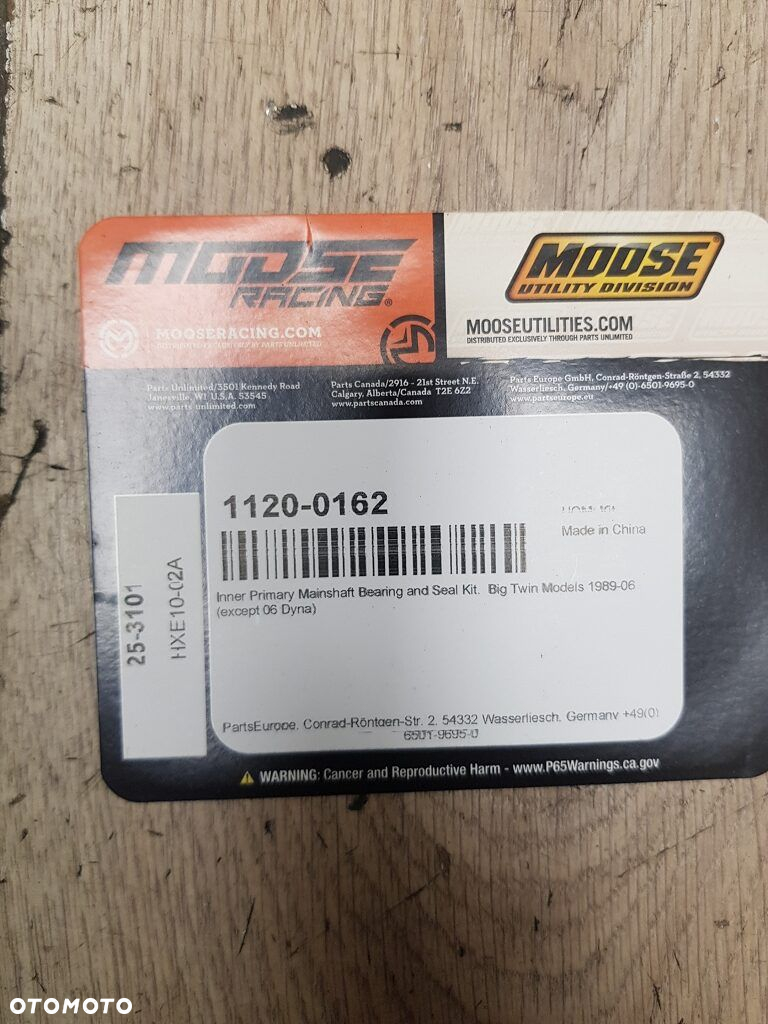 MOOSE
RACING®
MOOSERACING.COM
DISTRIBUTED EXCLUSIVELY BY PARTS UNLIMITED
MOOSE®
UTILITY DIVISION
MOOSEUTILITIES.COM
DISTRIBUTED EXCLUSIVELY THROUGH PARTS UNLIMITED
Parts Unlimited/3501 Kennedy Road
Janesville, WI U.S.A. 53545
www.parts-unlimited.com
Parts Canada/2916 - 21st Street N.E.
Calgary, Alberta/Canada T2E 6Z2
www.partscanada.com
Parts Europe GmbH, Conrad-Röntgen-Straße 2, 54332
Wasserliesch, Germany/+49 (0)-6501-9695-0
www.partseurope.eu
1120-0162
Made in China
Inner Primary Mainshaft Bearing and Seal Kit. Big Twin Models 1989-06
(except 06 Dyna)
25-3101
HXE10-02A
PartsEurope, Conrad-Röntgen-Str. 2, 54332 Wasserliesch, Germany +49(0)
6501-9695-0
WARNING: Cancer and Reproductive Harm - www.P65Warnings.ca.gov
OTOMOTO